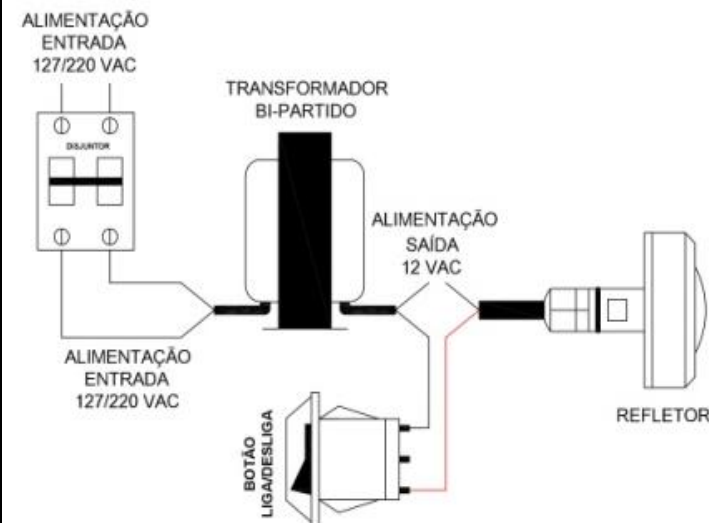 ALIMENTAÇÃO
ENTRADA
127/220 VAC
DISJUNTOR
TRANSFORMADOR
BI-PARTIDO
ALIMENTAÇÃO
SAÍDA
12 VAC
ALIMENTAÇÃO
ENTRADA
127/220 VAC
REFLETOR
BOTÃO
LIGA/DESLIGA